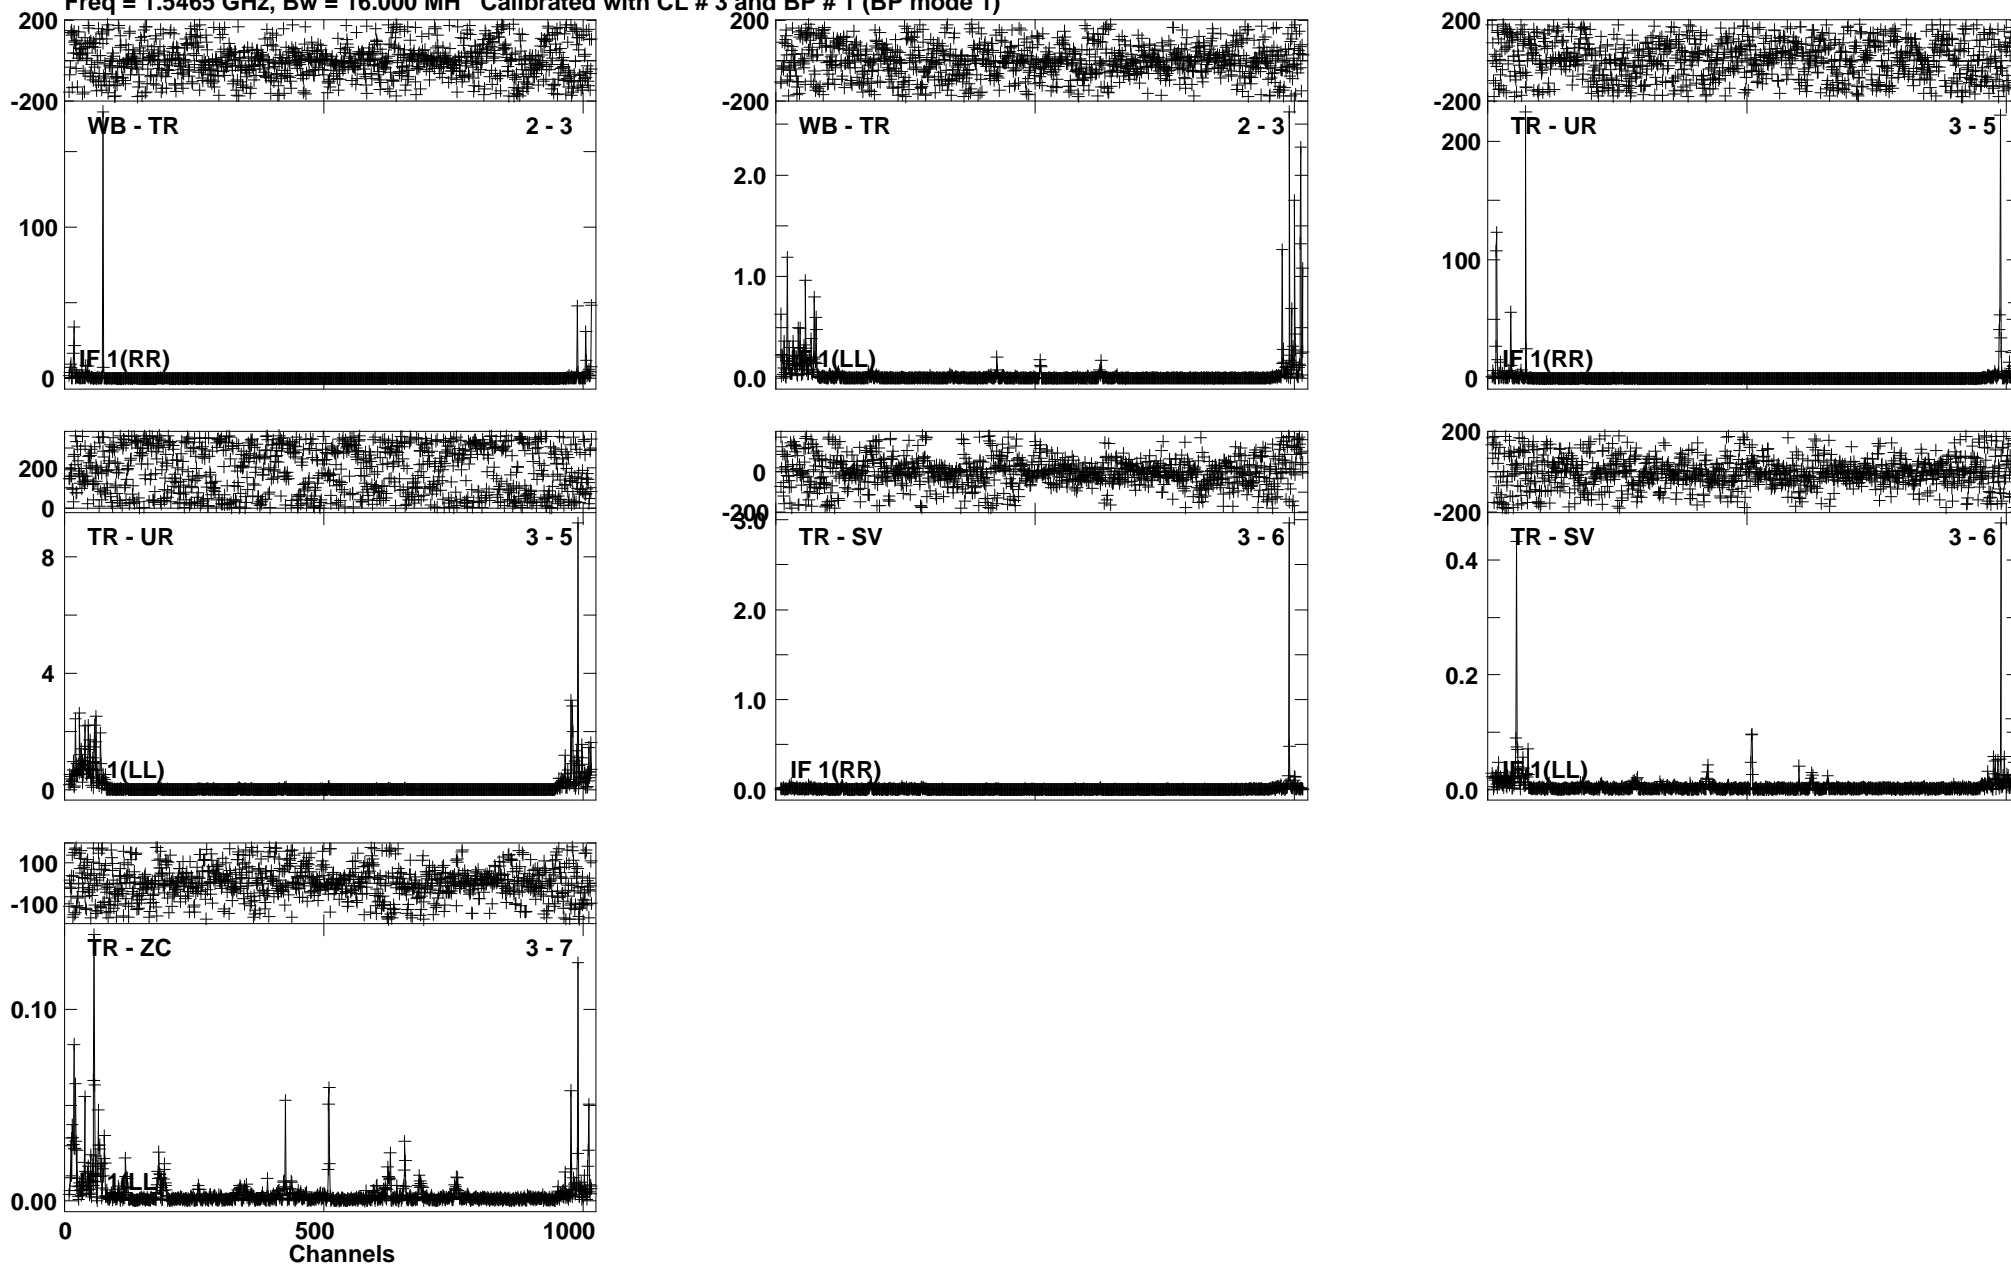 Freq = 1.5465 GHz, Bw = 16.000 MH Calibrated with CL # 3 and BP # 1 (BP mode 1)
200
-200
WB - TR 2 - 3
100
0
IF 1(RR)
200
-200
WB - TR 2 - 3
2.0
1.0
0.0
1(LL)
200
-200
TR - UR 3 - 5
200
100
0
IF 1(RR)
200
0
TR - UR 3 - 5
8
4
0
1(LL)
0
-200
3.0
TR - SV 3 - 6
2.0
1.0
0.0
IF 1(RR)
200
-200
TR - SV 3 - 6
0.4
0.2
0.0
IF 1(LL)
100
-100
TR - ZC 3 - 7
0.10
0.00
1(LL)
0 500 1000
Channels